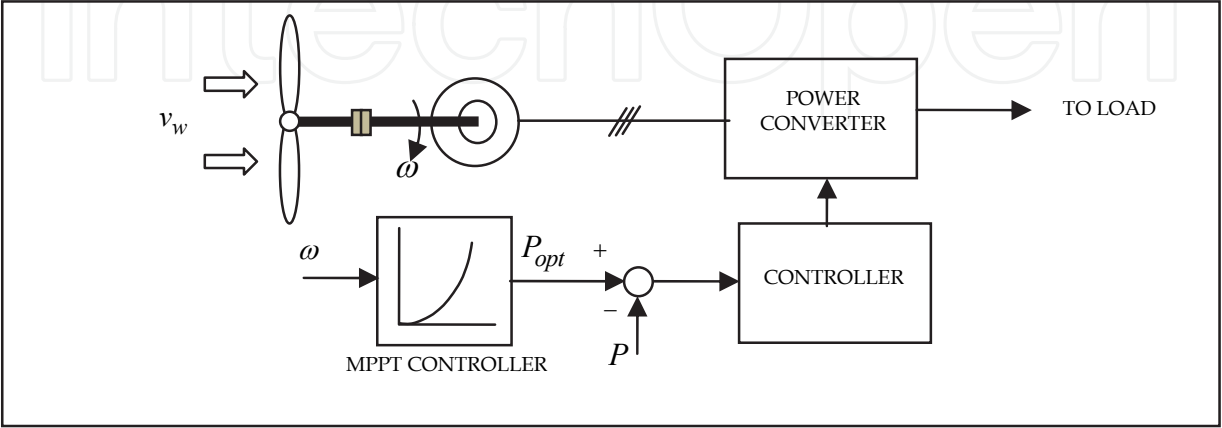 IntechOpen
POWER
CONVERTER
TO LOAD
v_w
ω
ω
P_opt
+
−
P
CONTROLLER
MPPT CONTROLLER